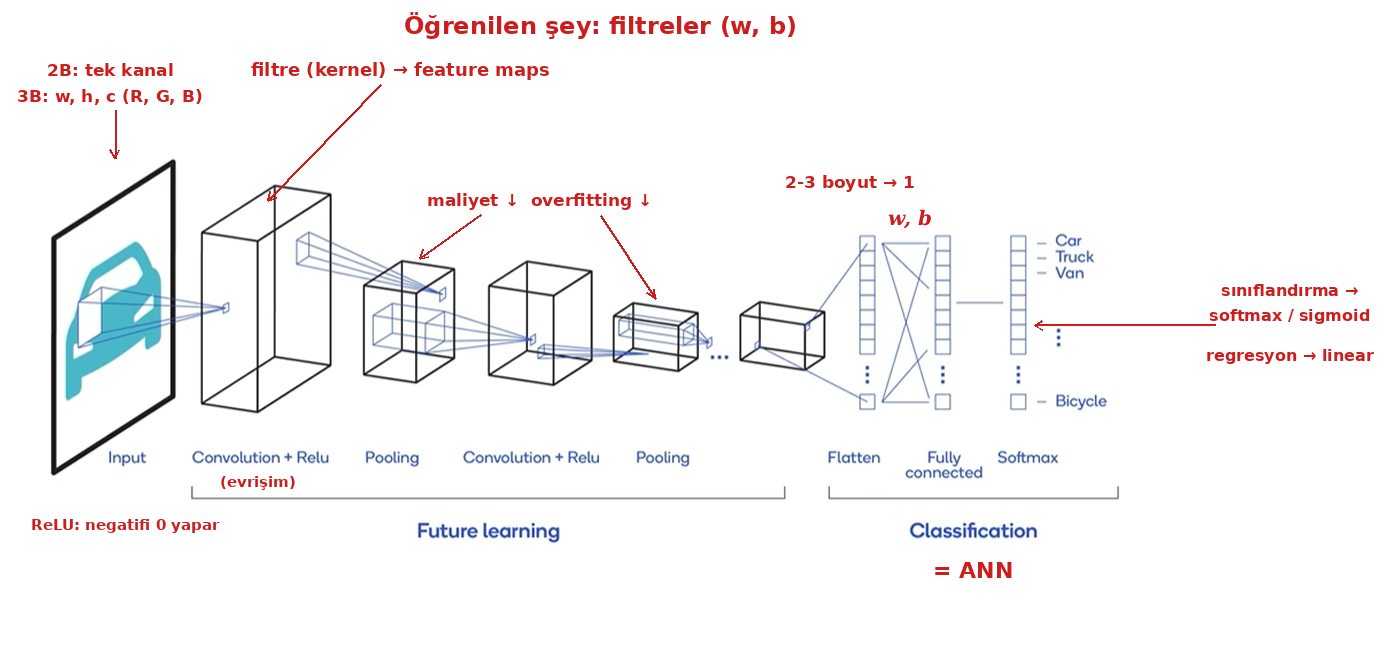 Öğrenilen şey: filtreler (w, b)
2B: tek kanal
3B: w, h, c (R, G, B)
filtre (kernel) → feature maps
maliyet ↓ overfitting ↓
2-3 boyut → 1
w, b
Car
Truck
Van
Bicycle
sınıflandırma →
softmax / sigmoid
regresyon → linear
Input
Convolution + Relu
(evrişim)
Pooling
Convolution + Relu
Pooling
Flatten
Fully
connected
Softmax
ReLU: negatifi 0 yapar
Future learning
Classification
= ANN